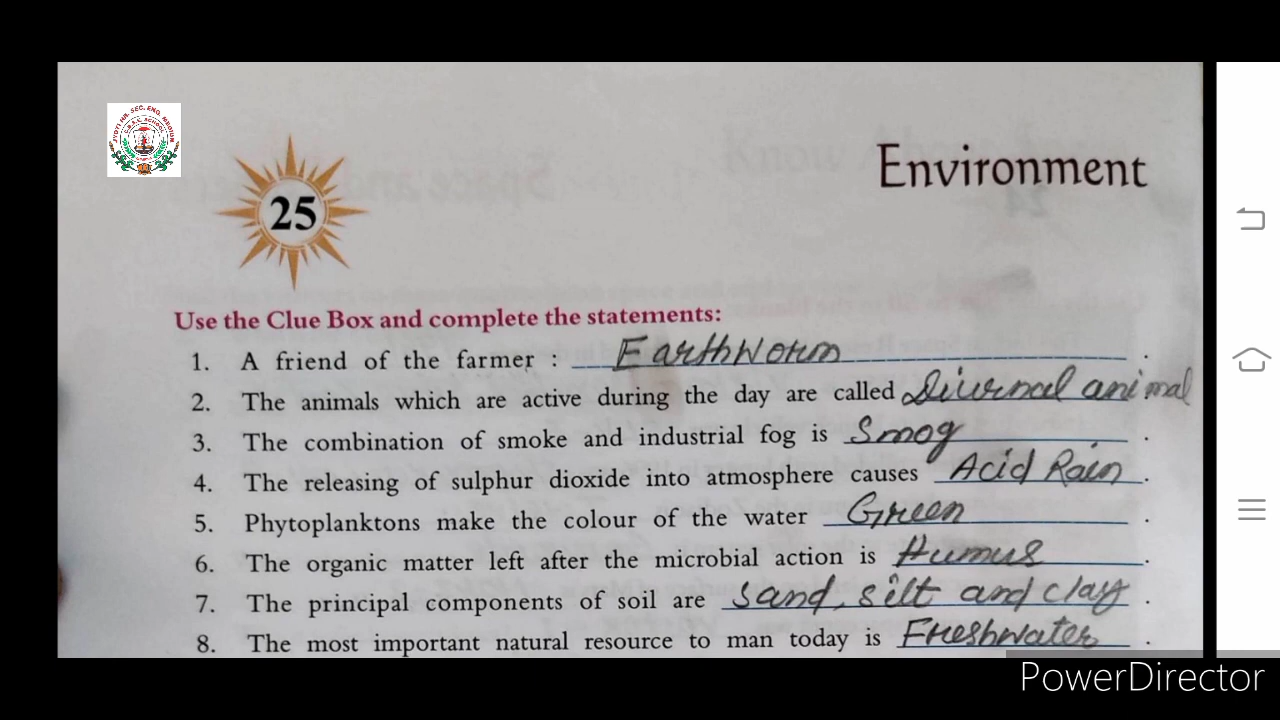 25
Environment
Use the Clue Box and complete the statements:
1. A friend of the farmer : Earthworm .
2. The animals which are active during the day are called Diurnal animal
3. The combination of smoke and industrial fog is Smog .
4. The releasing of sulphur dioxide into atmosphere causes Acid Rain .
5. Phytoplanktons make the colour of the water Green .
6. The organic matter left after the microbial action is Humus .
7. The principal components of soil are sand, silt and clay .
8. The most important natural resource to man today is Freshwater .
PowerDirector